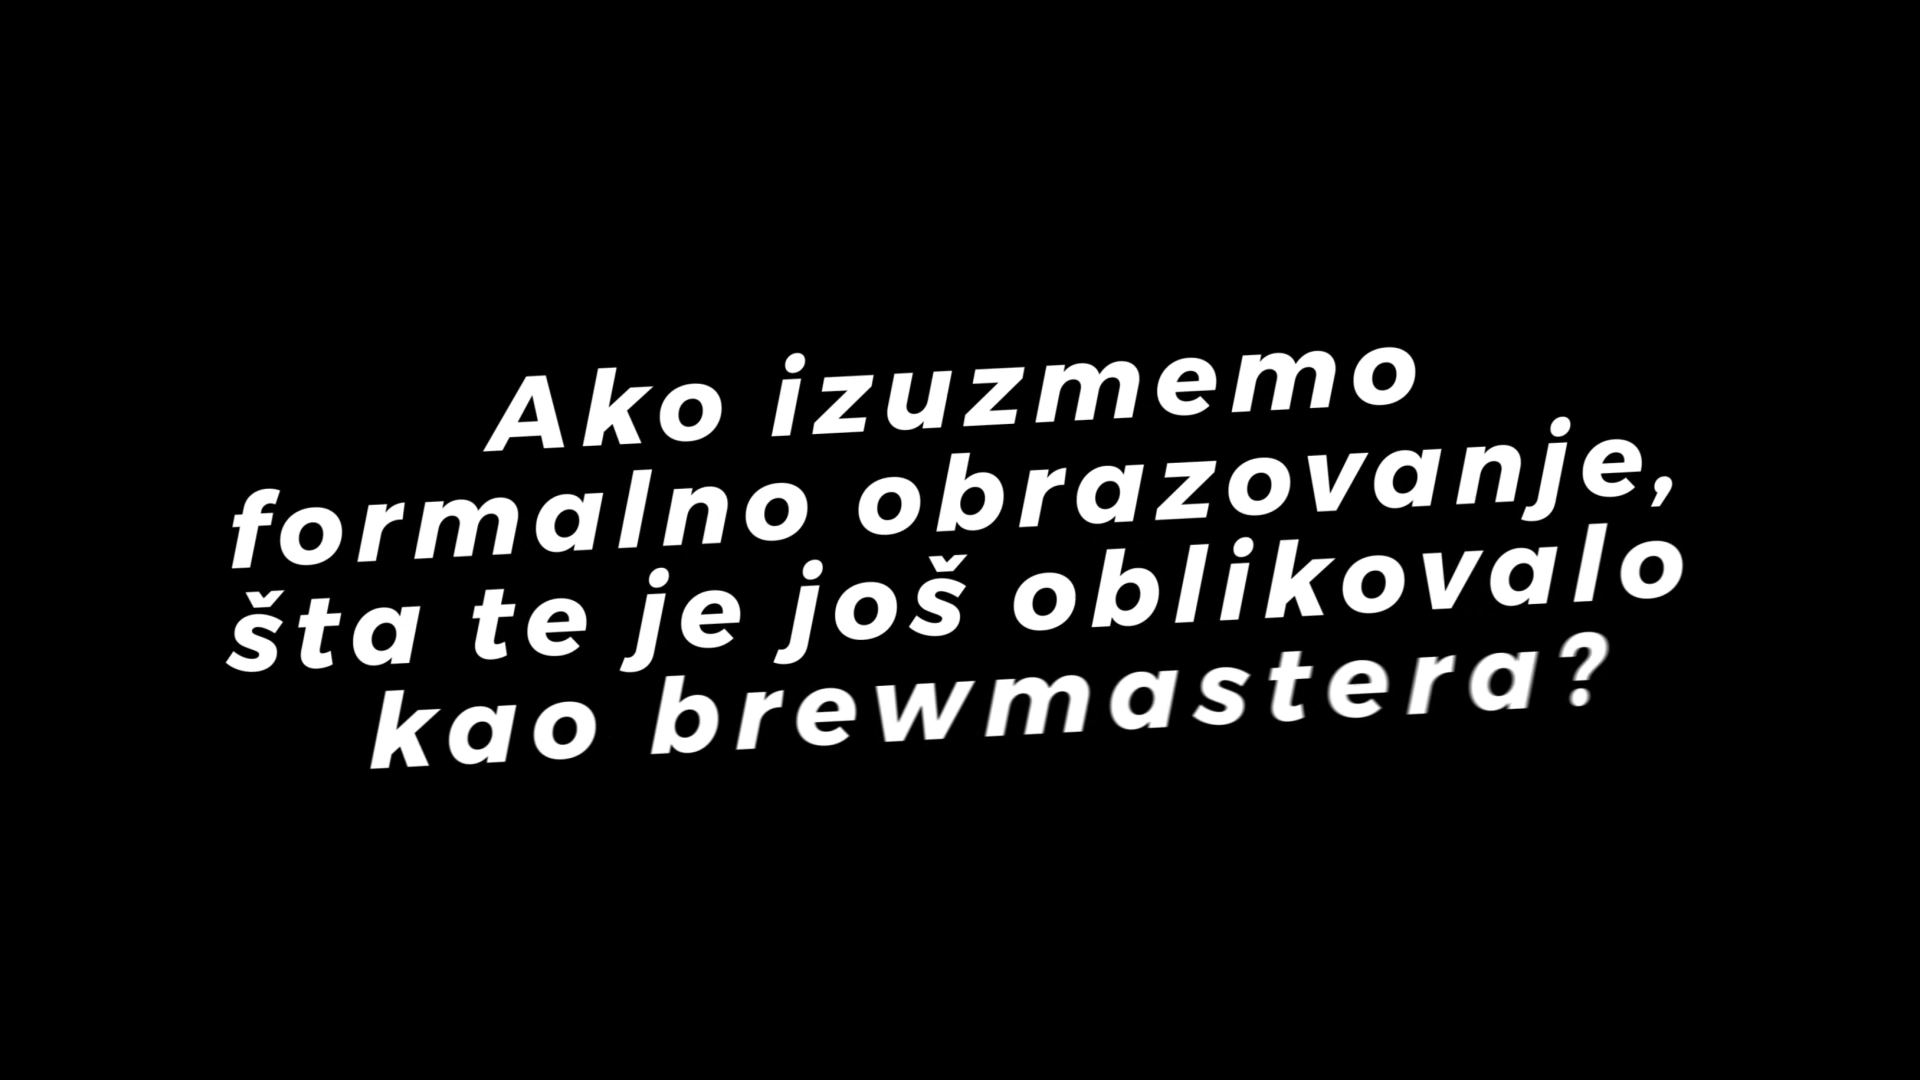 Ako izuzmemo
formalno obrazovanje,
šta te je još oblikovalo
kao brewmastera?